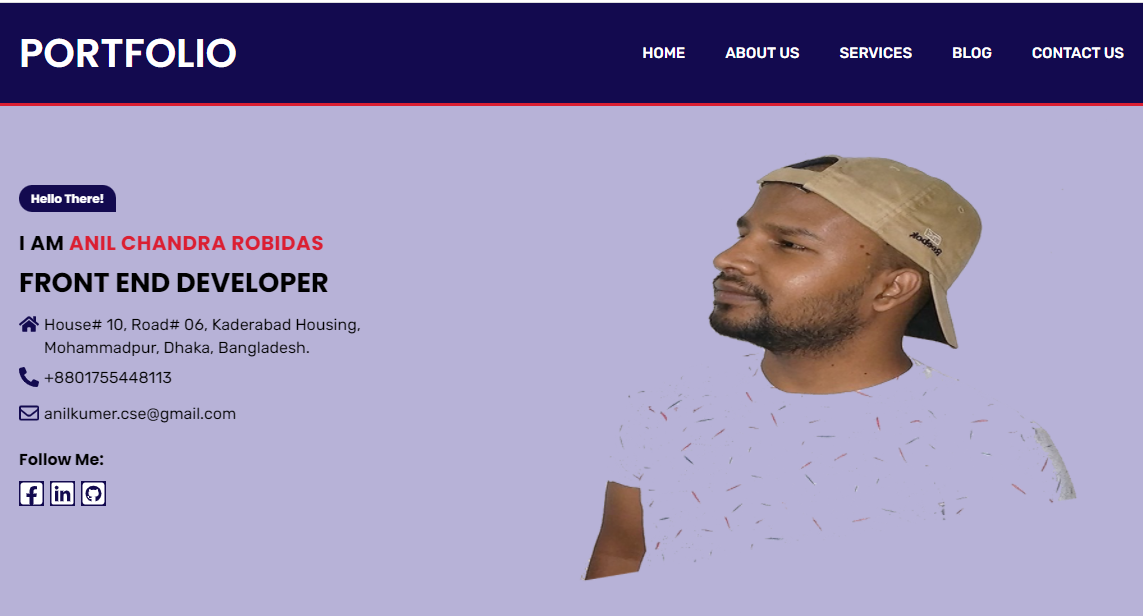 PORTFOLIO
HOME ABOUT US SERVICES BLOG CONTACT US
Hello There!
I AM ANIL CHANDRA ROBIDAS
FRONT END DEVELOPER
House# 10, Road# 06, Kaderabad Housing,
Mohammadpur, Dhaka, Bangladesh.
+8801755448113
anilkumer.cse@gmail.com
Follow Me:
Reebok